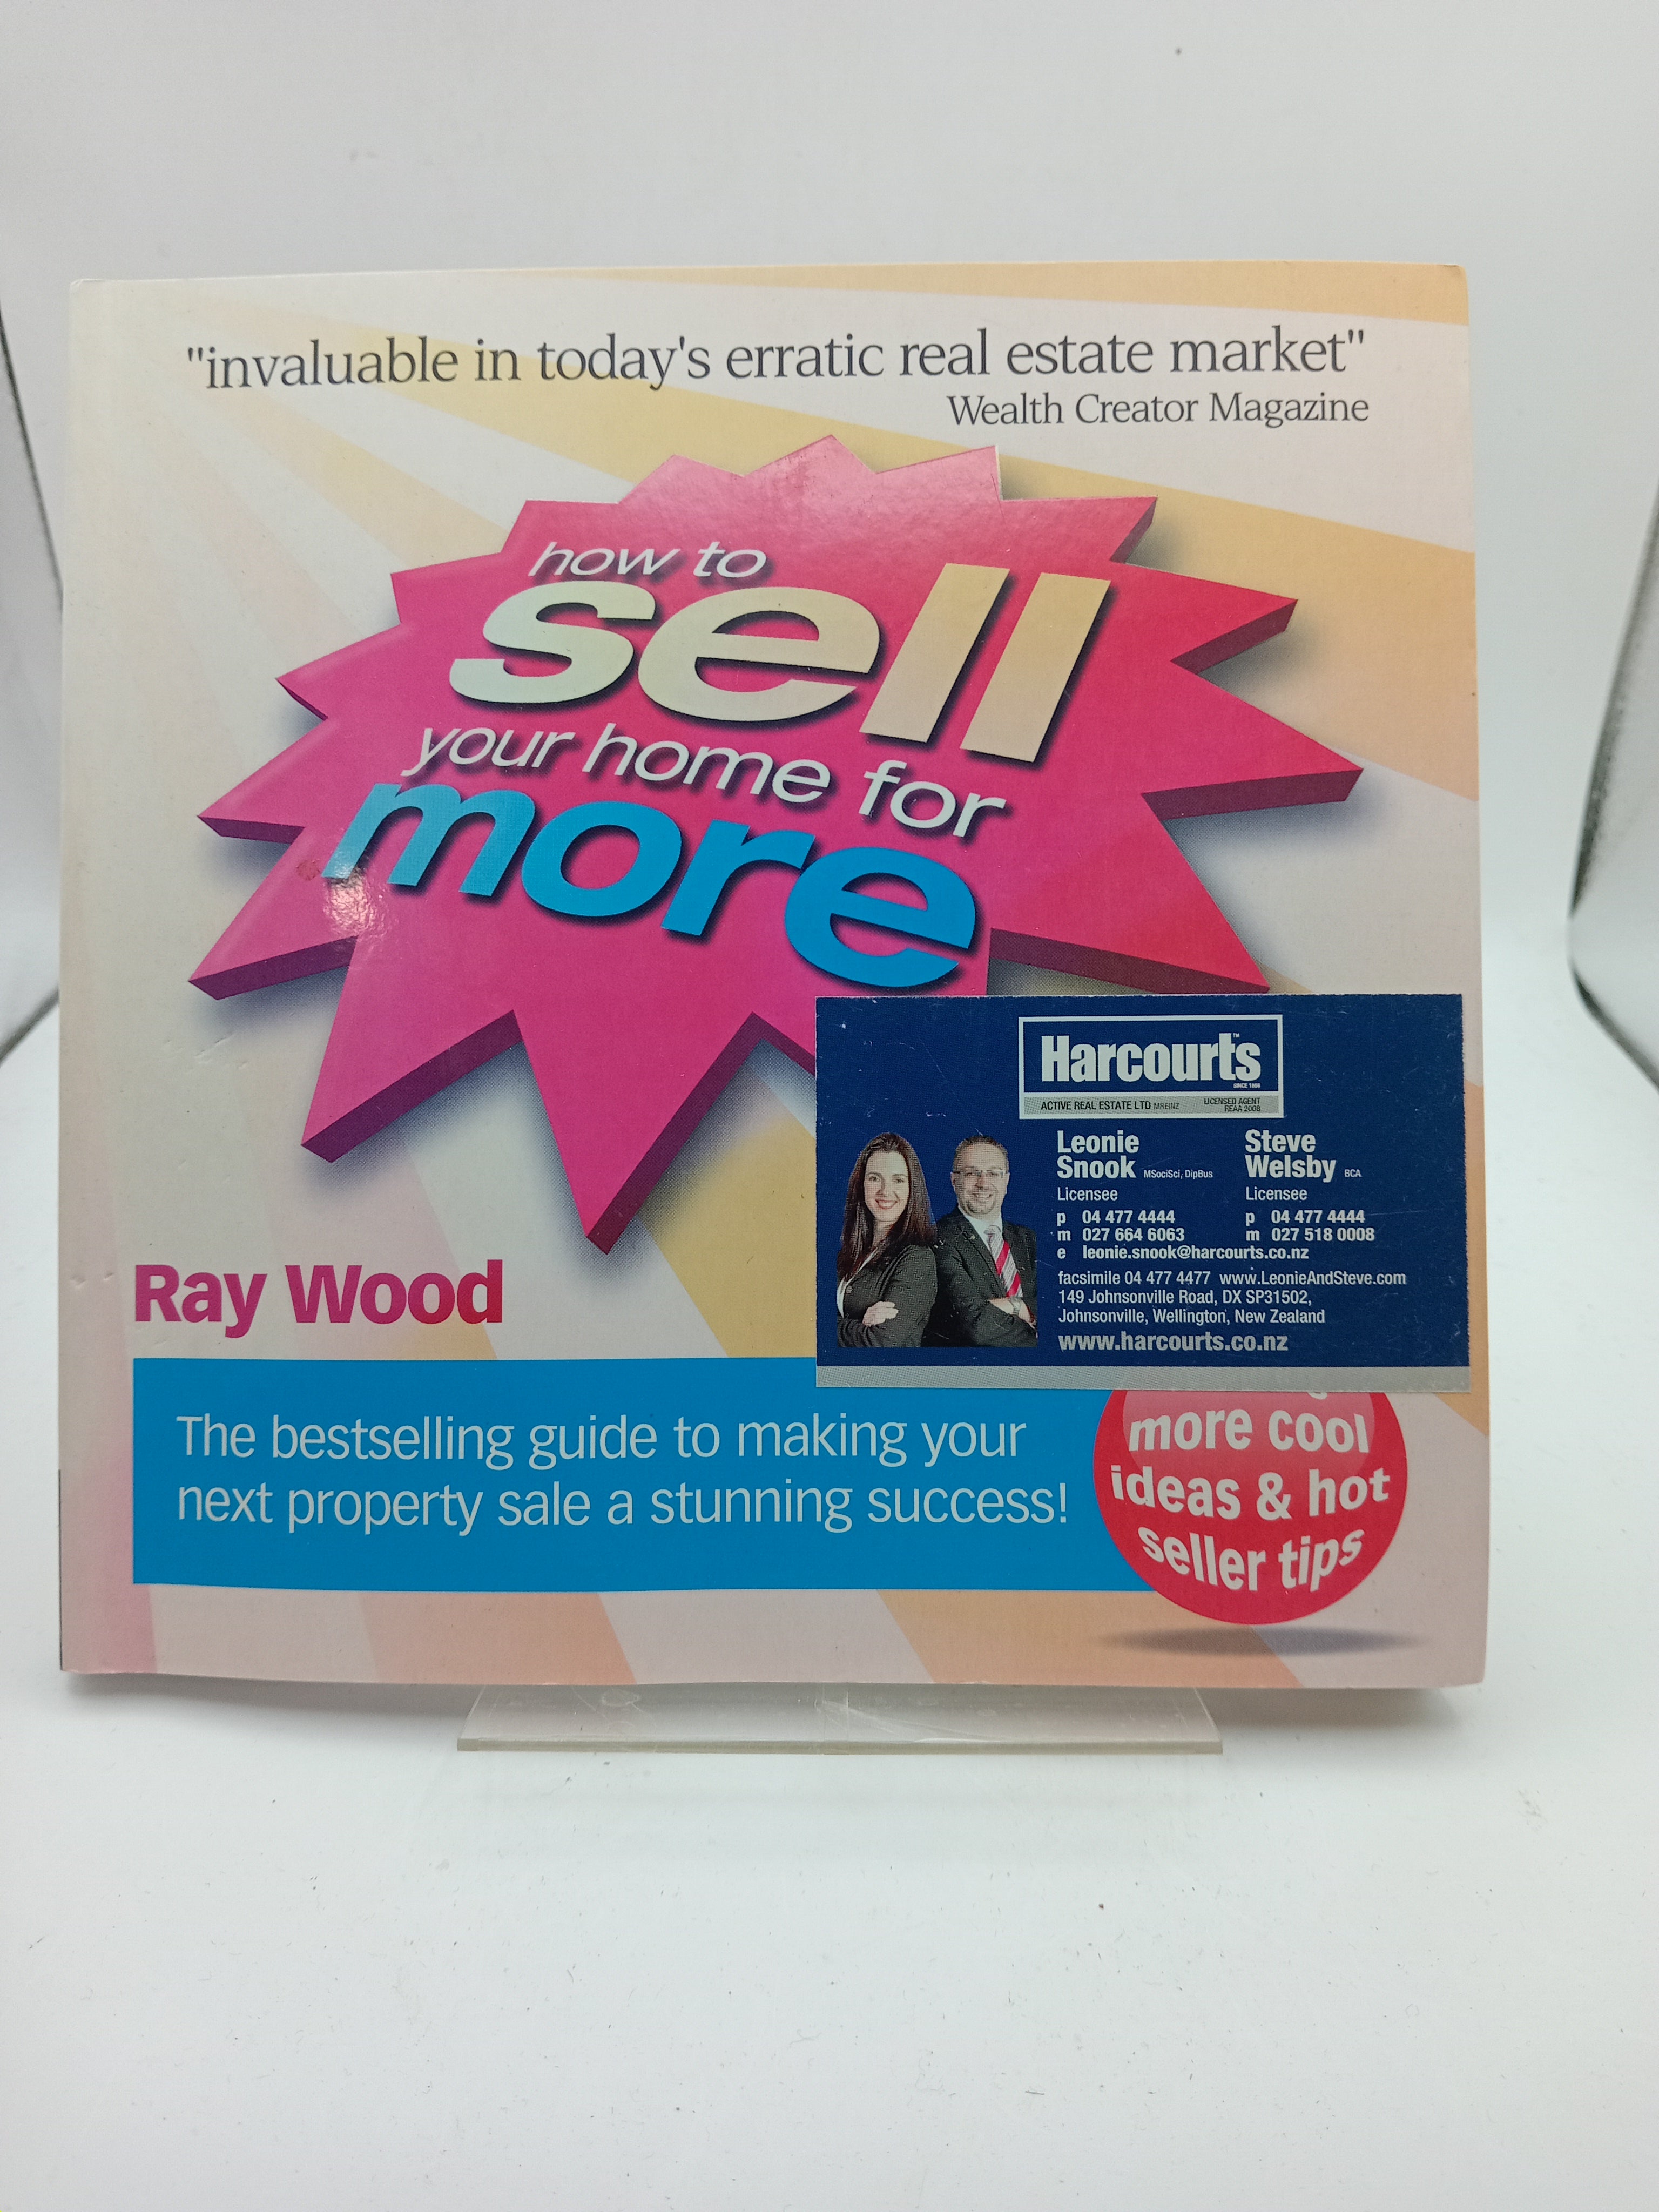 "invaluable in today's erratic real estate market"
Wealth Creator Magazine
how to
sell
your home for
more
Harcourts™
SINCE 1888
ACTIVE REAL ESTATE LTD MREINZ
LICENSED AGENT
REAA 2008
Leonie
Snook MSociSci, DipBus
Licensee
p 04 477 4444
m 027 664 6063
e leonie.snook@harcourts.co.nz
Steve
Welsby BCA
Licensee
p 04 477 4444
m 027 518 0008
facsimile 04 477 4477 www.LeonieAndSteve.com
149 Johnsonville Road, DX SP31502,
Johnsonville, Wellington, New Zealand
www.harcourts.co.nz
Ray Wood
The bestselling guide to making your
next property sale a stunning success!
more cool
ideas & hot
seller tips